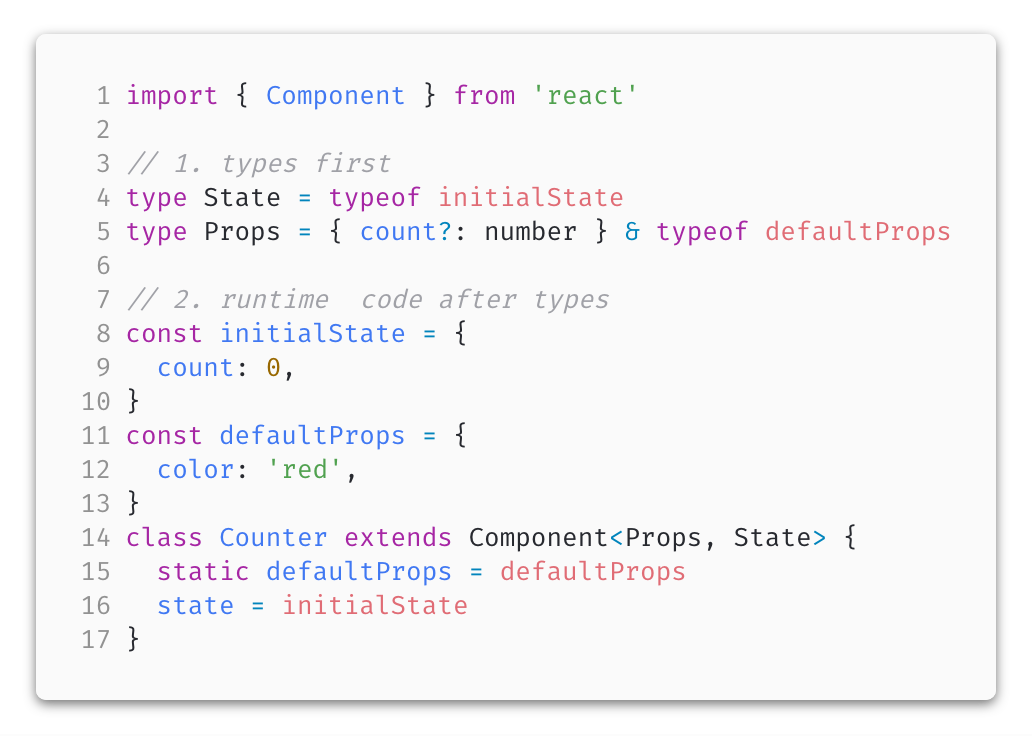 1 import { Component } from 'react'
2
3 // 1. types first
4 type State = typeof initialState
5 type Props = { count?: number } & typeof defaultProps
6
7 // 2. runtime  code after types
8 const initialState = {
9   count: 0,
10 }
11 const defaultProps = {
12   color: 'red',
13 }
14 class Counter extends Component<Props, State> {
15   static defaultProps = defaultProps
16   state = initialState
17 }